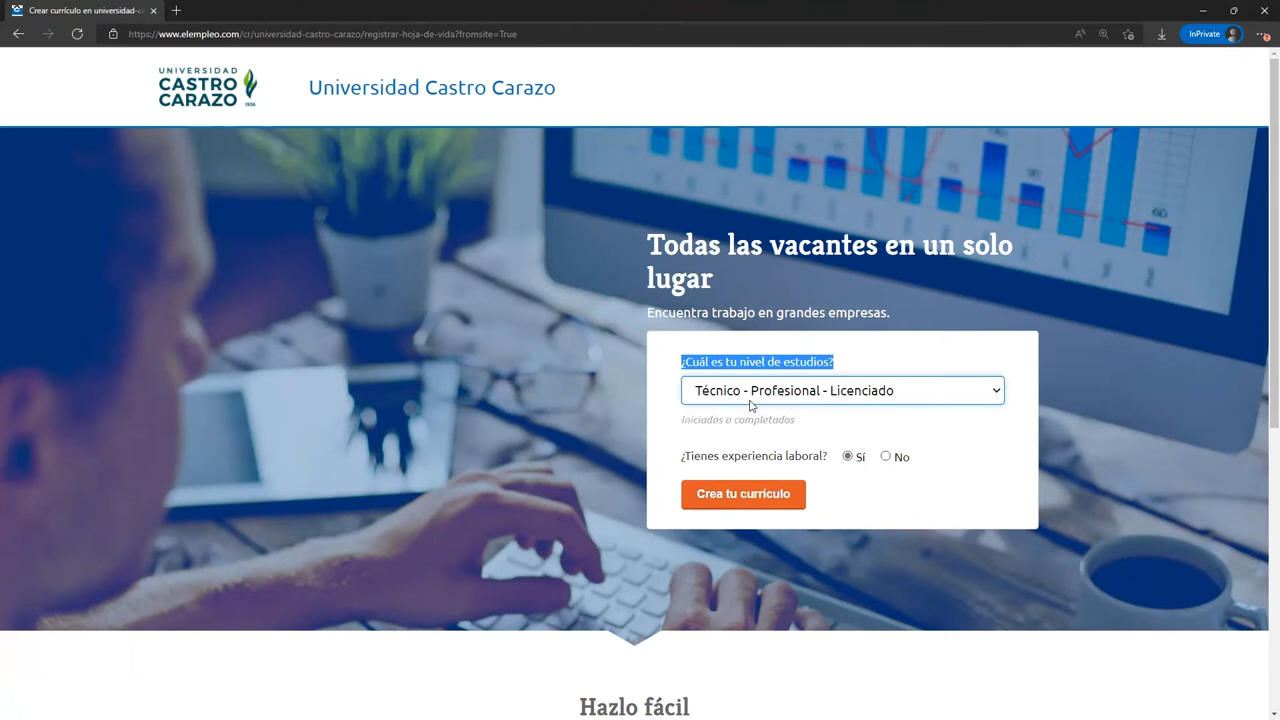 Crear currículo en universidad-ca
https://www.elempleo.com/cr/universidad-castro-carazo/registrar-hoja-de-vida?fromsite=True
InPrivate
UNIVERSIDAD
CASTRO
CARAZO
1936
Universidad Castro Carazo
60
Todas las vacantes en un solo
lugar
Encuentra trabajo en grandes empresas.
¿Cuál es tu nivel de estudios?
Técnico - Profesional - Licenciado
Iniciados o completados
¿Tienes experiencia laboral? Sí No
Crea tu currículo
Hazlo fácil